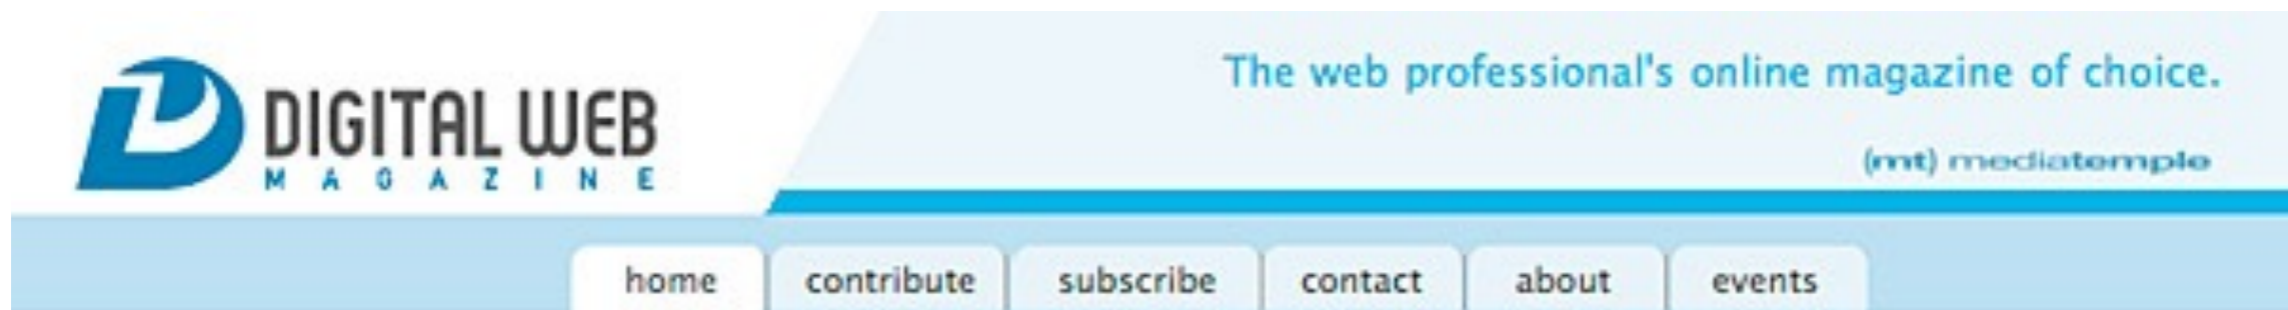 DIGITAL WEB
MAGAZINE
The web professional's online magazine of choice.
(mt) mediatemple
home contribute subscribe contact about events